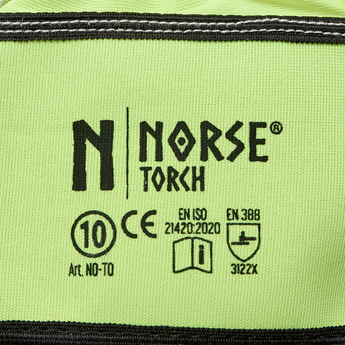 N
NORSE®
TORCH
10
CE
EN ISO
21420:2020
EN 388
i
Art. NO-TO
3122X